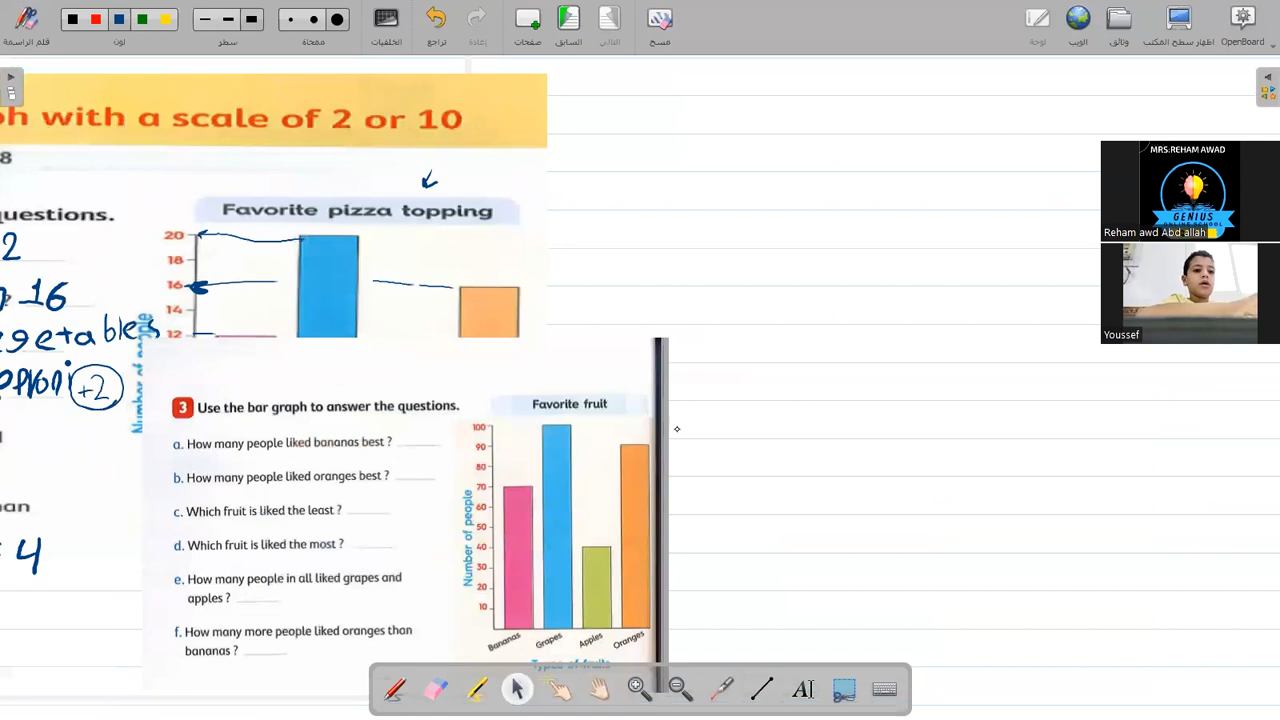 قلم الراسمة
لون
سطر
ممحاة
الخلفيات
تراجع
إعادة
صفحات
السابق
التالي
مسح
لوحة
الويب
وثائق
اظهار سطح المكتب
OpenBoard
h with a scale of 2 or 10
8
uestions.
Favorite pizza topping
2
16
getables
+2
an
4
20
18
16
14
12
Number of people
3 Use the bar graph to answer the questions.
a. How many people liked bananas best ?
b. How many people liked oranges best ?
c. Which fruit is liked the least ?
d. Which fruit is liked the most ?
e. How many people in all liked grapes and
apples ?
f. How many more people liked oranges than
bananas ?
Favorite fruit
100
90
80
70
60
50
40
30
20
10
Number of people
Bananas Grapes Apples Oranges
Types of fruits
MRS.REHAM AWAD
GENIUS
ONLINE SCHOOL
Reham awd Abd allah
Youssef